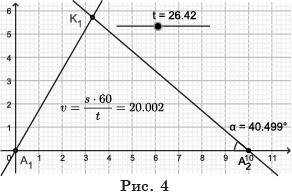 6
K₁
t = 26.42
5
4
3
2
v = s·60/t = 20.002
1
α = 40.499°
A₁
A₂
0 1 2 3 4 5 6 7 8 9 10 11
Рис. 4